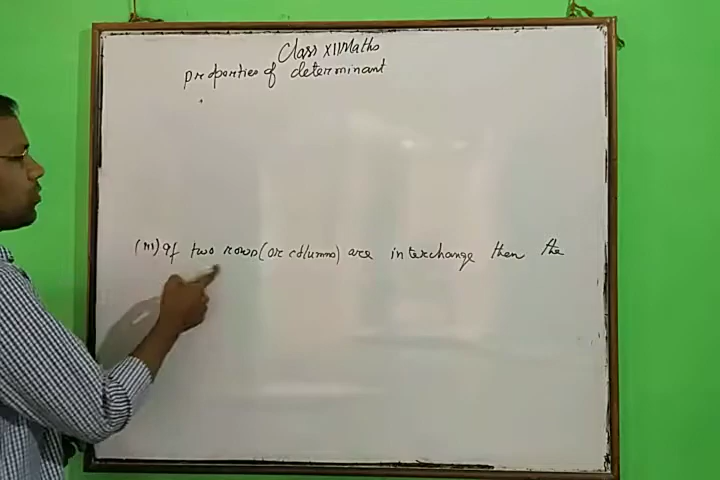 Class XII Maths
properties of determinant
(III) If two rows (or columns) are interchange then the